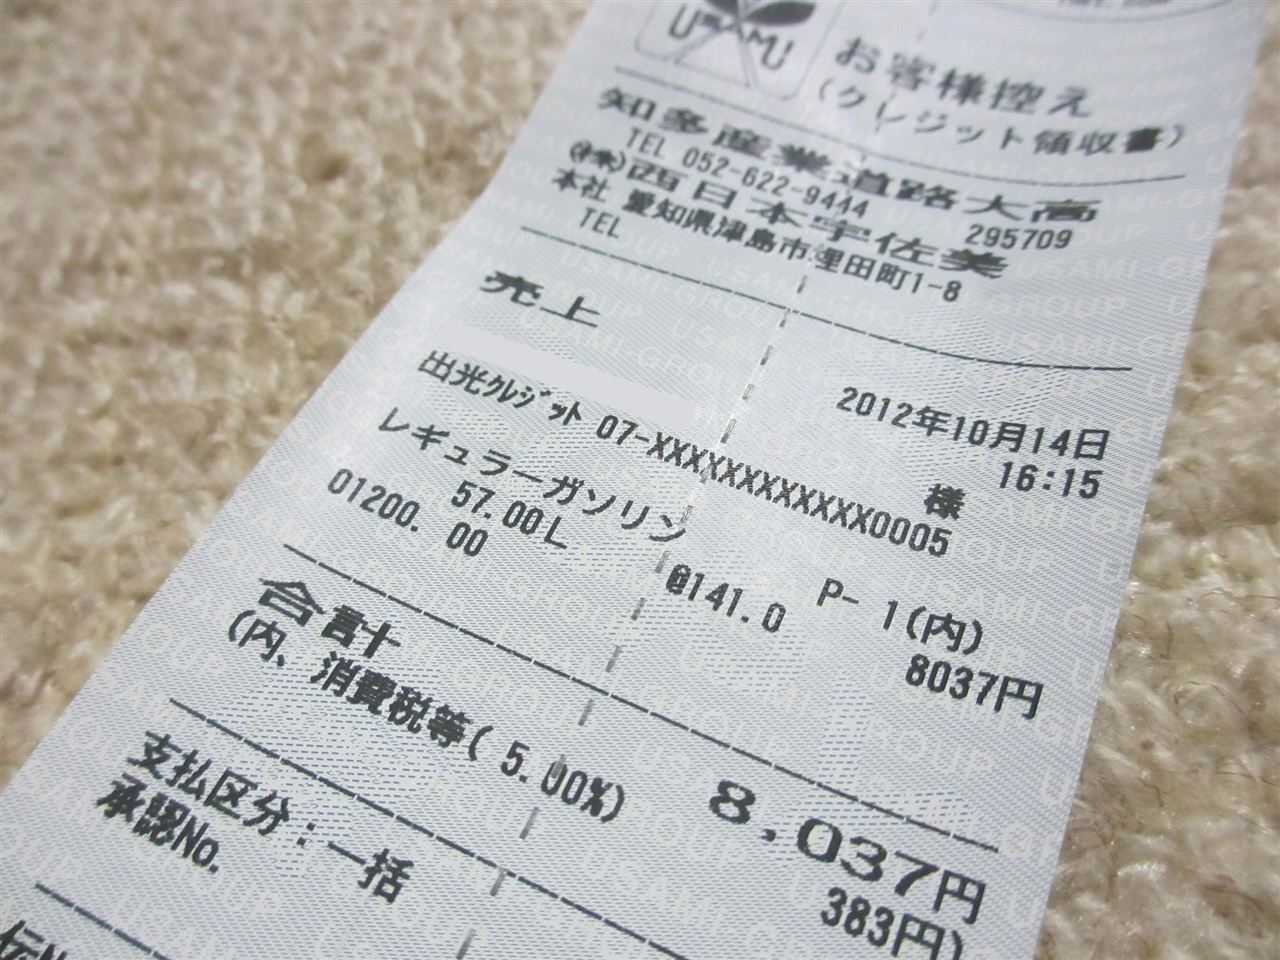 USAMI
お客様控え
(クレジット領収書)
知多産業道路大高
TEL 052-622-9444 295709
(株)西日本宇佐美
本社 愛知県津島市埋田町1-8
TEL
売上
2012年10月14日
16:15
様
出光クレジット 07-XXXXXXXXXXXX0005
レギュラーガソリン P- 1(内)
57.00L @141.0 8037円
01200. 00
合計 8,037円
(内、消費税等( 5.00%) 383円)
支払区分:一括
承認No.